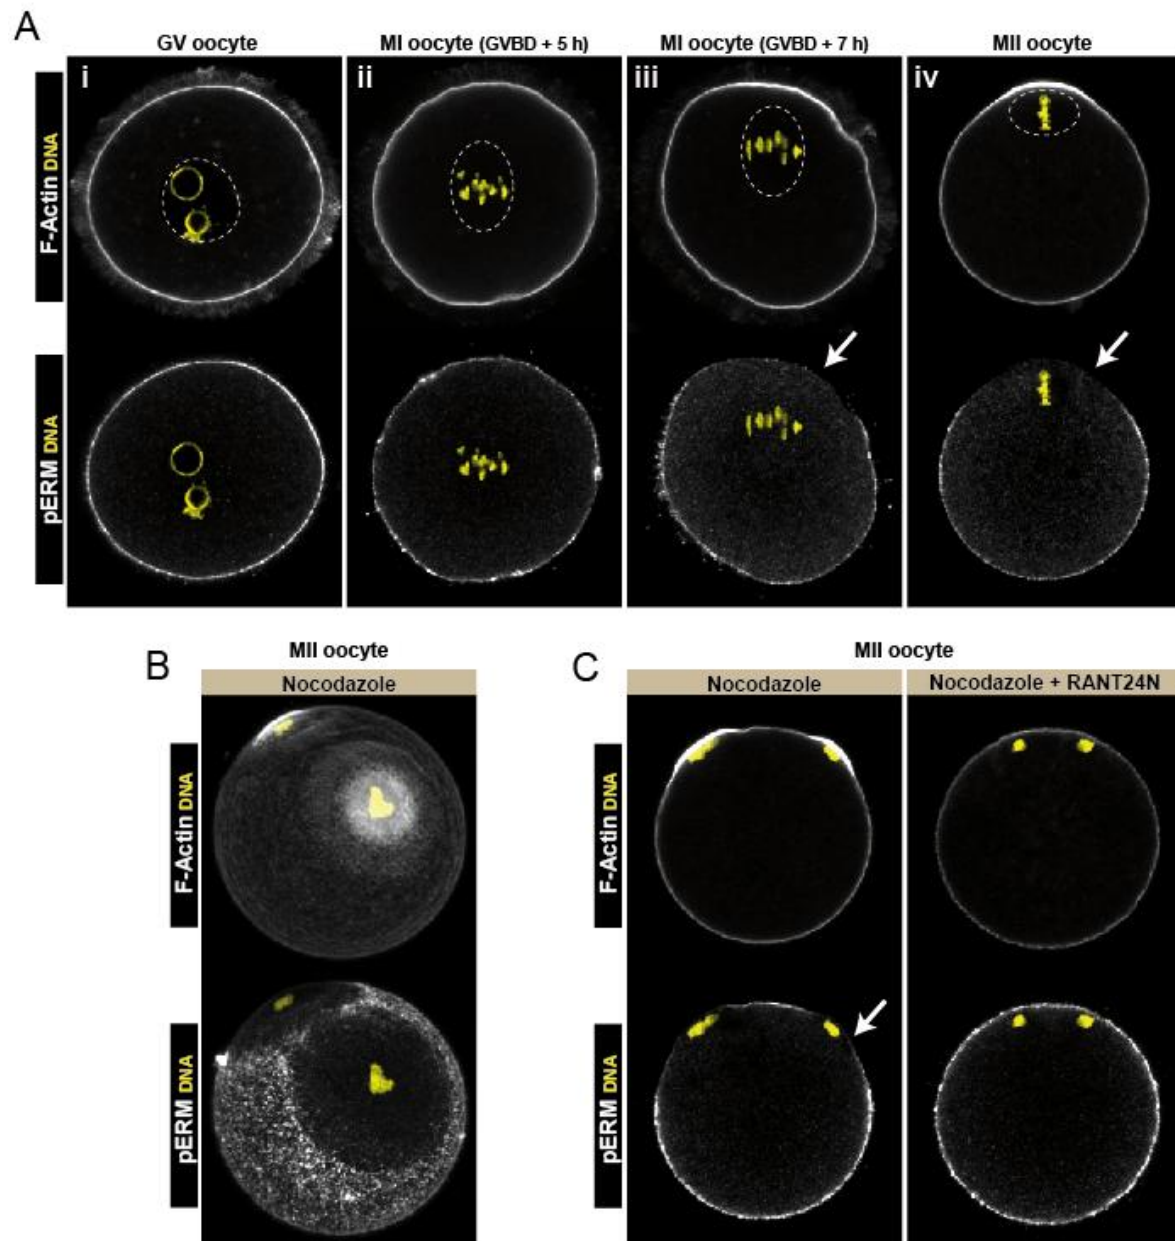 A
GV oocyte
MI oocyte (GVBD + 5 h)
MI oocyte (GVBD + 7 h)
MII oocyte
i
ii
iii
iv
F-Actin DNA
pERM DNA
B
MII oocyte
Nocodazole
F-Actin DNA
pERM DNA
C
MII oocyte
Nocodazole
Nocodazole + RANT24N
F-Actin DNA
pERM DNA